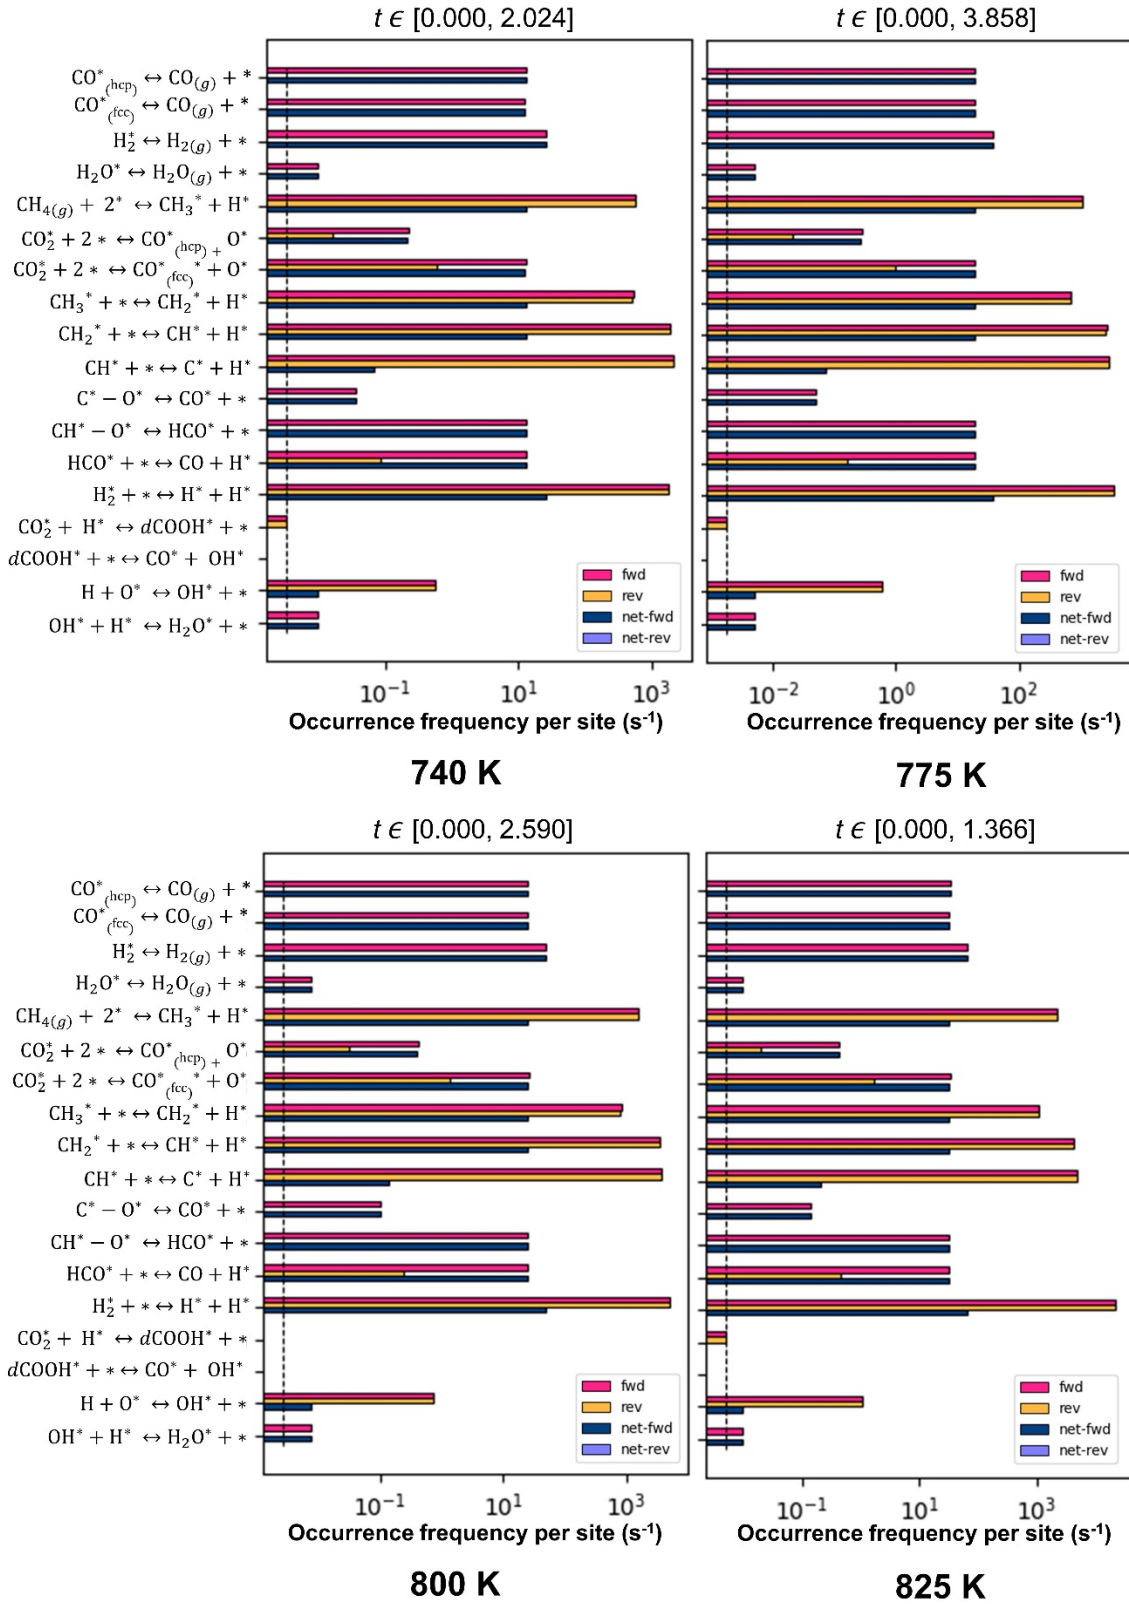 t ϵ [0.000, 2.024]
t ϵ [0.000, 3.858]
CO*(hcp) ↔ CO(g) + *
CO*(fcc) ↔ CO(g) + *
H₂* ↔ H₂(g) + *
H₂O* ↔ H₂O(g) + *
CH₄(g) + 2* ↔ CH₃* + H*
CO₂* + 2 * ↔ CO*(hcp) + O*
CO₂* + 2 * ↔ CO*(fcc)* + O*
CH₃* + * ↔ CH₂* + H*
CH₂* + * ↔ CH* + H*
CH* + * ↔ C* + H*
C* − O* ↔ CO* + *
CH* − O* ↔ HCO* + *
HCO* + * ↔ CO + H*
H₂* + * ↔ H* + H*
CO₂* + H* ↔ dCOOH* + *
dCOOH* + * ↔ CO* + OH*
H + O* ↔ OH* + *
OH* + H* ↔ H₂O* + *
fwd
rev
net-fwd
net-rev
fwd
rev
net-fwd
net-rev
10⁻¹ 10¹ 10³
10⁻² 10⁰ 10²
Occurrence frequency per site (s⁻¹)
Occurrence frequency per site (s⁻¹)
740 K
775 K
t ϵ [0.000, 2.590]
t ϵ [0.000, 1.366]
CO*(hcp) ↔ CO(g) + *
CO*(fcc) ↔ CO(g) + *
H₂* ↔ H₂(g) + *
H₂O* ↔ H₂O(g) + *
CH₄(g) + 2* ↔ CH₃* + H*
CO₂* + 2 * ↔ CO*(hcp) + O*
CO₂* + 2 * ↔ CO*(fcc)* + O*
CH₃* + * ↔ CH₂* + H*
CH₂* + * ↔ CH* + H*
CH* + * ↔ C* + H*
C* − O* ↔ CO* + *
CH* − O* ↔ HCO* + *
HCO* + * ↔ CO + H*
H₂* + * ↔ H* + H*
CO₂* + H* ↔ dCOOH* + *
dCOOH* + * ↔ CO* + OH*
H + O* ↔ OH* + *
OH* + H* ↔ H₂O* + *
fwd
rev
net-fwd
net-rev
fwd
rev
net-fwd
net-rev
10⁻¹ 10¹ 10³
10⁻¹ 10¹ 10³
Occurrence frequency per site (s⁻¹)
Occurrence frequency per site (s⁻¹)
800 K
825 K